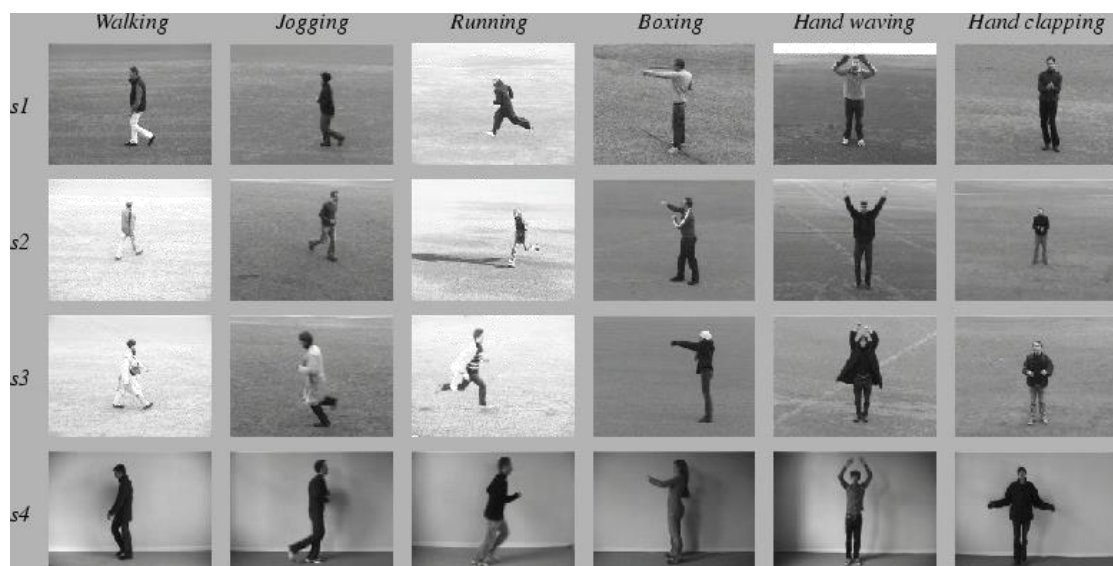 Walking Jogging Running Boxing Hand waving Hand clapping
s1
s2
s3
s4